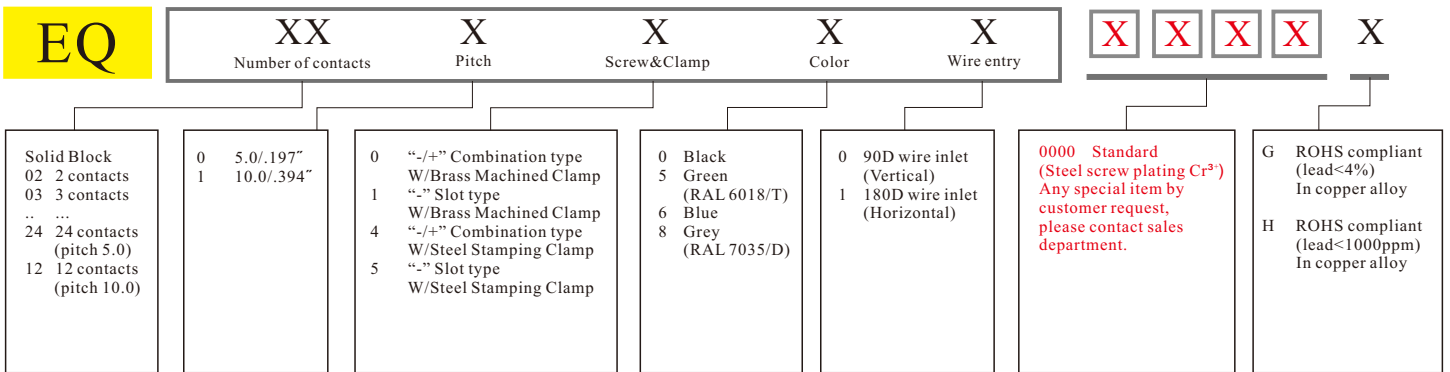 EQ XX X X X X X X X X X
Number of contacts Pitch Screw&Clamp Color Wire entry
Solid Block
02 2 contacts
03 3 contacts
.. ...
24 24 contacts
(pitch 5.0)
12 12 contacts
(pitch 10.0)
0 5.0/.197″
1 10.0/.394″
0 “-/+” Combination type
W/Brass Machined Clamp
1 “-” Slot type
W/Brass Machined Clamp
4 “-/+” Combination type
W/Steel Stamping Clamp
5 “-” Slot type
W/Steel Stamping Clamp
0 Black
5 Green
(RAL 6018/T)
6 Blue
8 Grey
(RAL 7035/D)
0 90D wire inlet
(Vertical)
1 180D wire inlet
(Horizontal)
0000 Standard
(Steel screw plating Cr³⁺)
Any special item by
customer request,
please contact sales
department.
G ROHS compliant
(lead<4%)
In copper alloy
H ROHS compliant
(lead<1000ppm)
In copper alloy